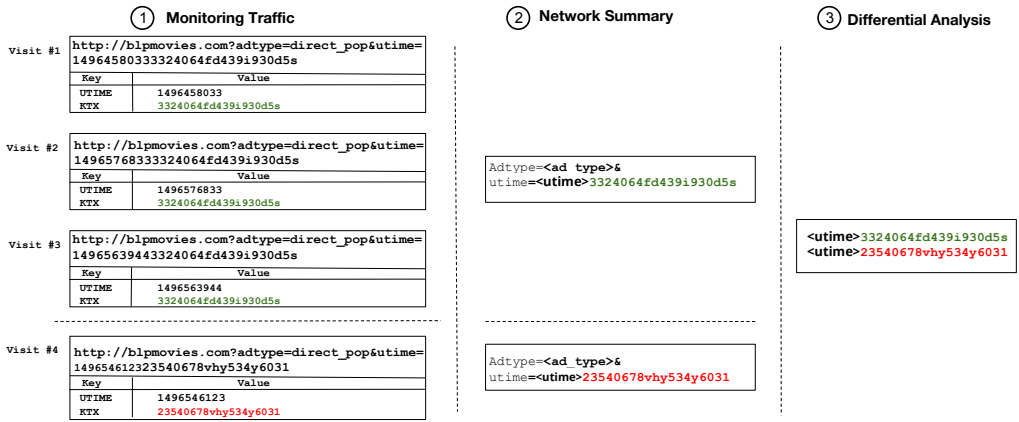 1 Monitoring Traffic
Visit #1
http://blpmovies.com?adtype=direct_pop&utime=
14964580333324064fd439i930d5s
Key Value
UTIME 1496458033
KTX 3324064fd439i930d5s
Visit #2
http://blpmovies.com?adtype=direct_pop&utime=
14965768333324064fd439i930d5s
Key Value
UTIME 1496576833
KTX 3324064fd439i930d5s
Visit #3
http://blpmovies.com?adtype=direct_pop&utime=
14965639443324064fd439i930d5s
Key Value
UTIME 1496563944
KTX 3324064fd439i930d5s
Visit #4
http://blpmovies.com?adtype=direct_pop&utime=
149654612323540678vhy534y6031
Key Value
UTIME 1496546123
KTX 23540678vhy534y6031
2 Network Summary
Adtype=<ad type>&
utime=<utime>3324064fd439i930d5s
Adtype=<ad_type>&
utime=<utime>23540678vhy534y6031
3 Differential Analysis
<utime>3324064fd439i930d5s
<utime>23540678vhy534y6031